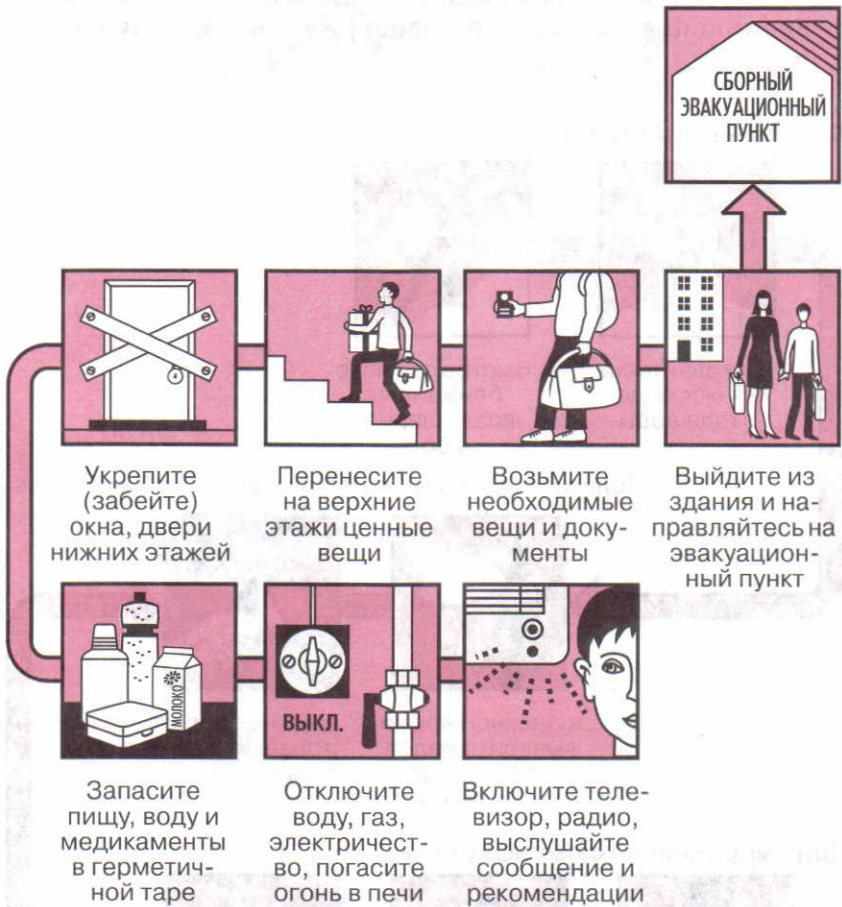 СБОРНЫЙ
ЭВАКУАЦИОННЫЙ
ПУНКТ
Укрепите
(забейте)
окна, двери
нижних этажей
Перенесите
на верхние
этажи ценные
вещи
Возьмите
необходимые
вещи и доку-
менты
Выйдите из
здания и на-
правляйтесь на
эвакуацион-
ный пункт
МОЛОКО
ВЫКЛ.
Запасите
пищу, воду и
медикаменты
в герметич-
ной таре
Отключите
воду, газ,
электричест-
во, погасите
огонь в печи
Включите теле-
визор, радио,
выслушайте
сообщение и
рекомендации